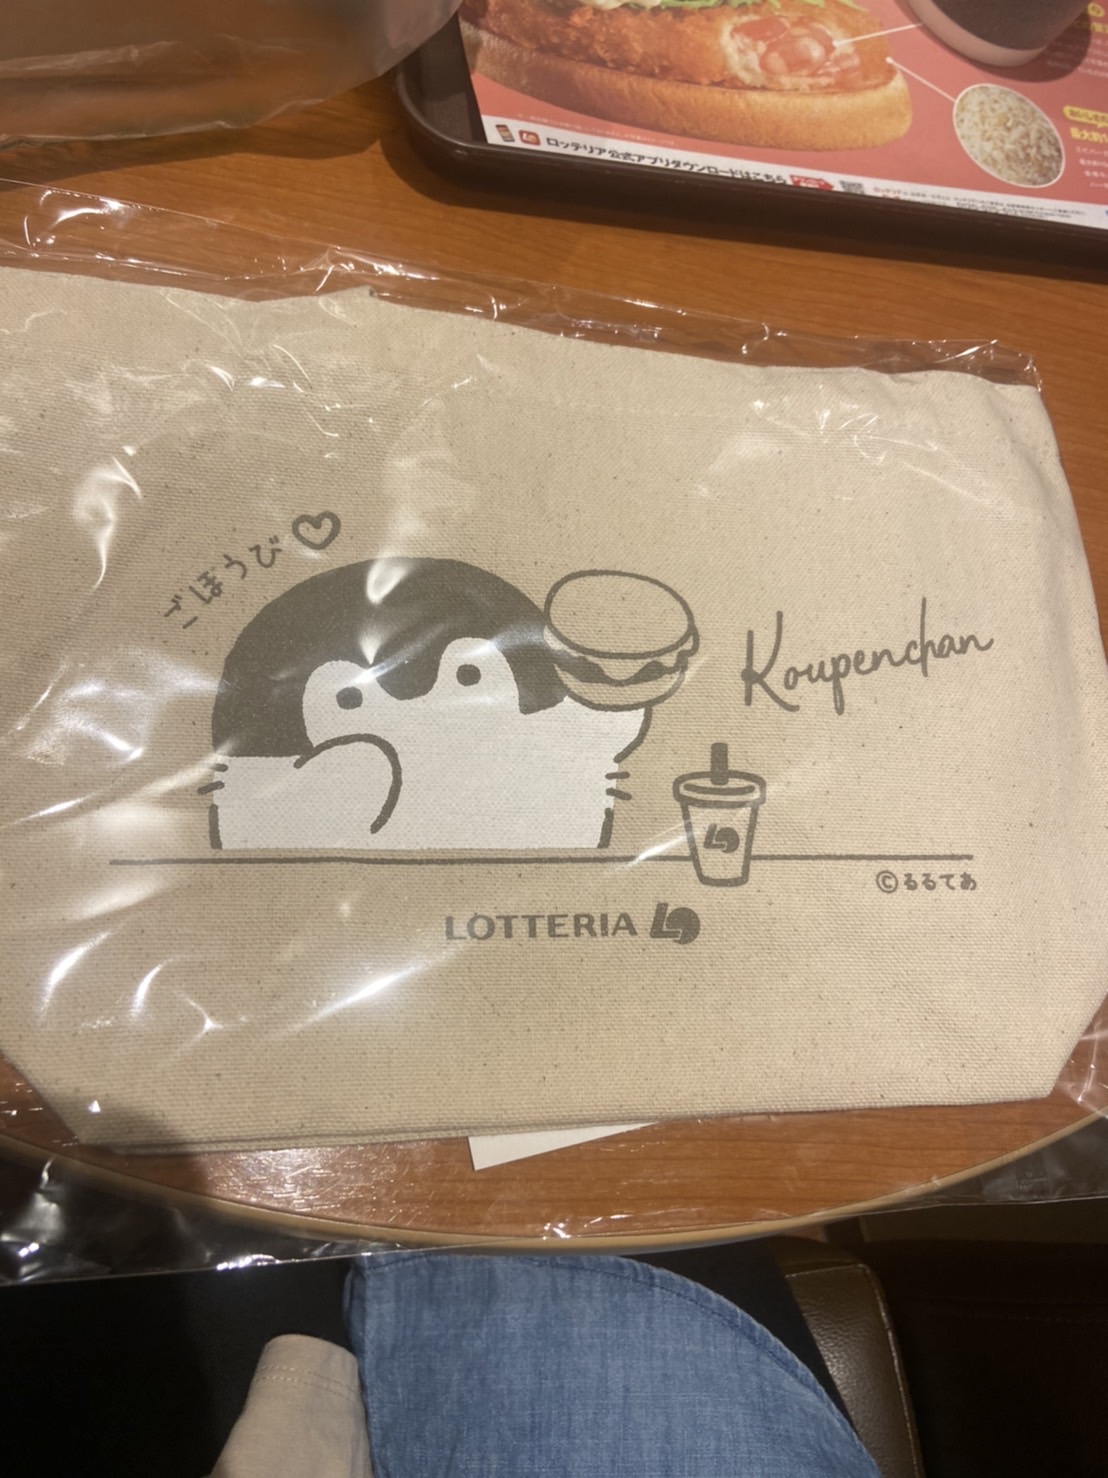 ロッテリア公式アプリダウンロードはこちら
ごほうび♡
Koupenchan
©るるてあ
LOTTERIA